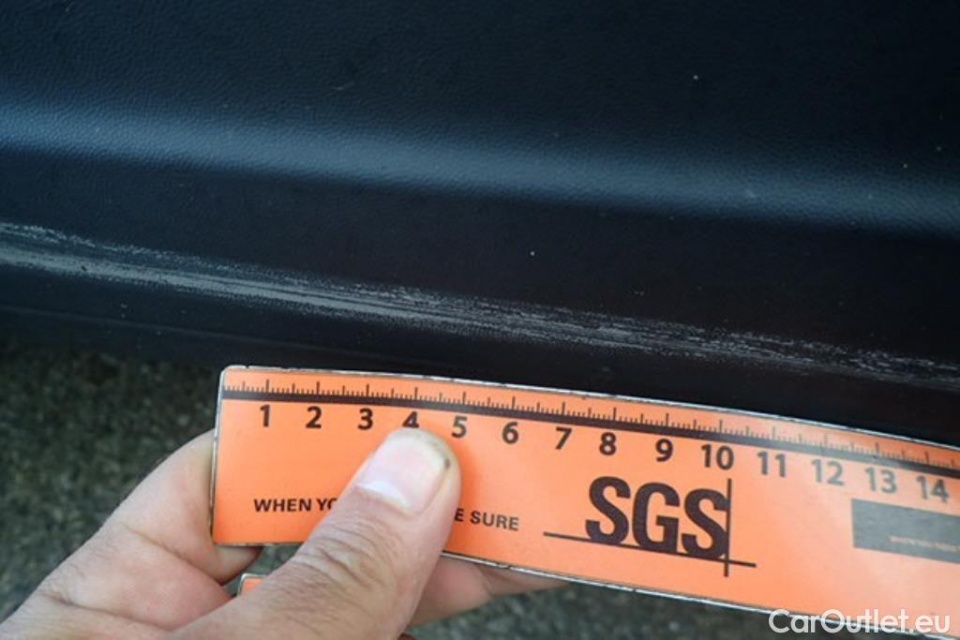 1 2 3 4 5 6 7 8 9 10 11 12 13 14
WHEN YO E SURE
SGS
CarOutlet.eu